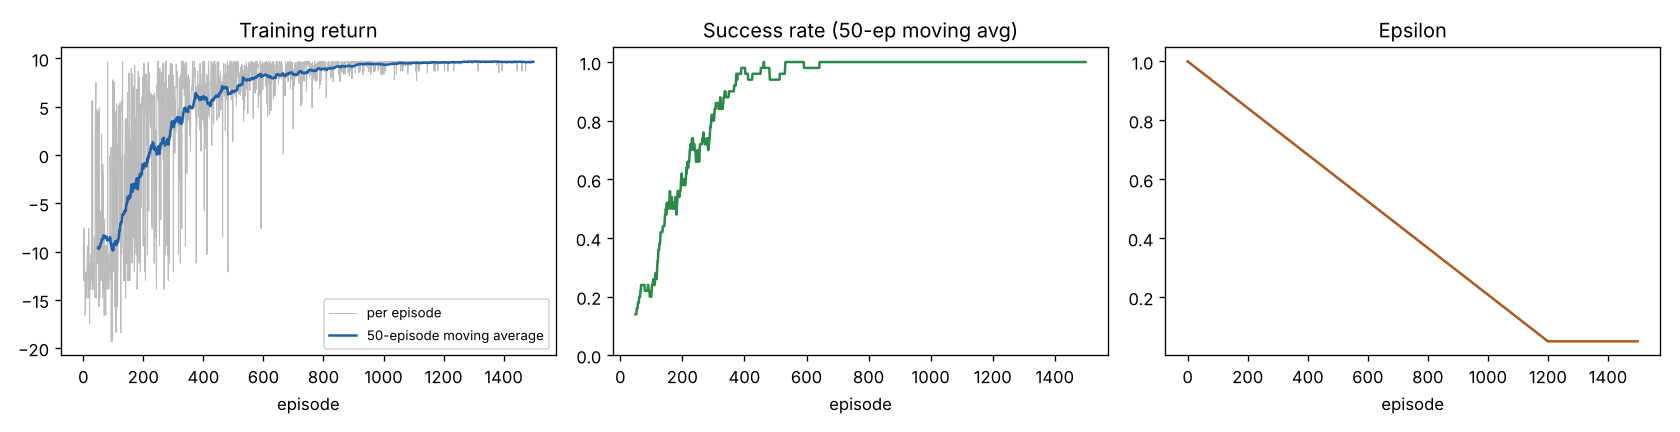 Training return
10
5
0
−5
−10
−15
−20
0 200 400 600 800 1000 1200 1400
episode
per episode
50-episode moving average
Success rate (50-ep moving avg)
1.0
0.8
0.6
0.4
0.2
0.0
0 200 400 600 800 1000 1200 1400
episode
Epsilon
1.0
0.8
0.6
0.4
0.2
0 200 400 600 800 1000 1200 1400
episode